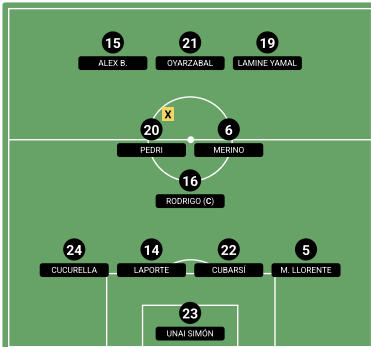 15 21 19
ALEX B. OYARZABAL LAMINE YAMAL
X
20 6
PEDRI MERINO
16
RODRIGO (C)
24 14 22 5
CUCURELLA LAPORTE CUBARSÍ M. LLORENTE
23
UNAI SIMÓN